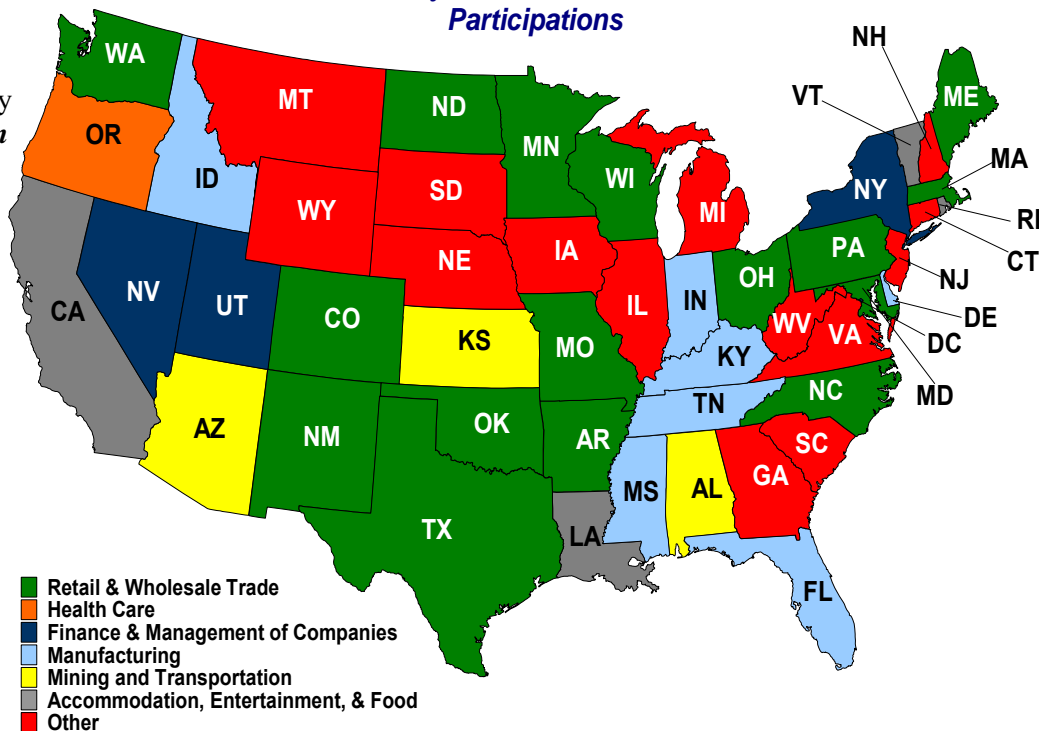 Participations
y
n
WA
MT
ND
MN
OR
ID
WY
SD
WI
MI
NH
VT
ME
MA
NY
RI
CT
NJ
PA
DE
DC
MD
NE
IA
IL
IN
OH
WV
VA
NV
UT
CO
CA
KS
MO
KY
NC
TN
AZ
NM
OK
AR
SC
GA
MS
AL
TX
LA
FL
Retail & Wholesale Trade
Health Care
Finance & Management of Companies
Manufacturing
Mining and Transportation
Accommodation, Entertainment, & Food
Other